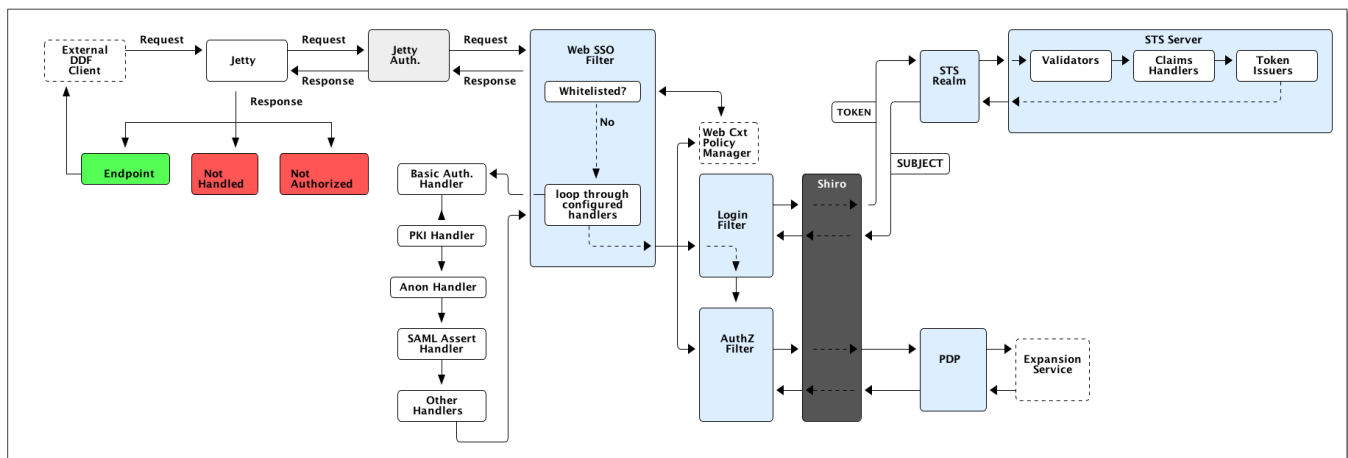 External
DDF
Client
Request
Jetty
Request
Response
Jetty
Auth.
Request
Response
Web SSO
Filter
Whitelisted?
No
loop through
configured
handlers
Response
Endpoint
Not
Handled
Not
Authorized
Basic Auth.
Handler
PKI Handler
Anon Handler
SAML Assert
Handler
Other
Handlers
Web Cxt
Policy
Manager
Login
Filter
AuthZ
Filter
Shiro
TOKEN
SUBJECT
STS
Realm
STS Server
Validators
Claims
Handlers
Token
Issuers
PDP
Expansion
Service